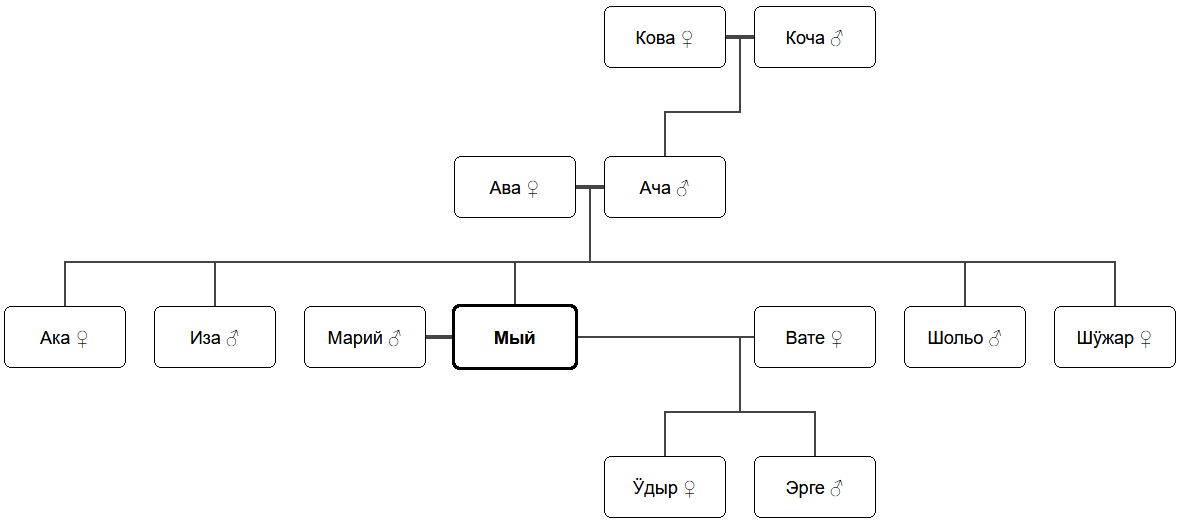 Кова ♀
Коча ♂
Ава ♀
Ача ♂
Ака ♀
Иза ♂
Марий ♂
Мый
Вате ♀
Шольо ♂
Шӱжар ♀
Ӱдыр ♀
Эрге ♂